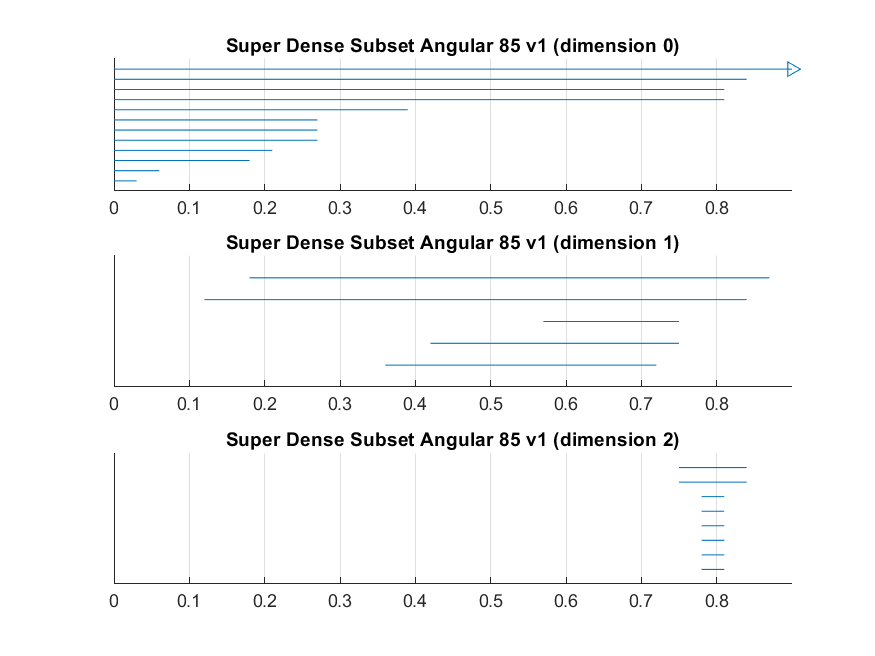 Super Dense Subset Angular 85 v1 (dimension 0)
0 0.1 0.2 0.3 0.4 0.5 0.6 0.7 0.8
Super Dense Subset Angular 85 v1 (dimension 1)
0 0.1 0.2 0.3 0.4 0.5 0.6 0.7 0.8
Super Dense Subset Angular 85 v1 (dimension 2)
0 0.1 0.2 0.3 0.4 0.5 0.6 0.7 0.8